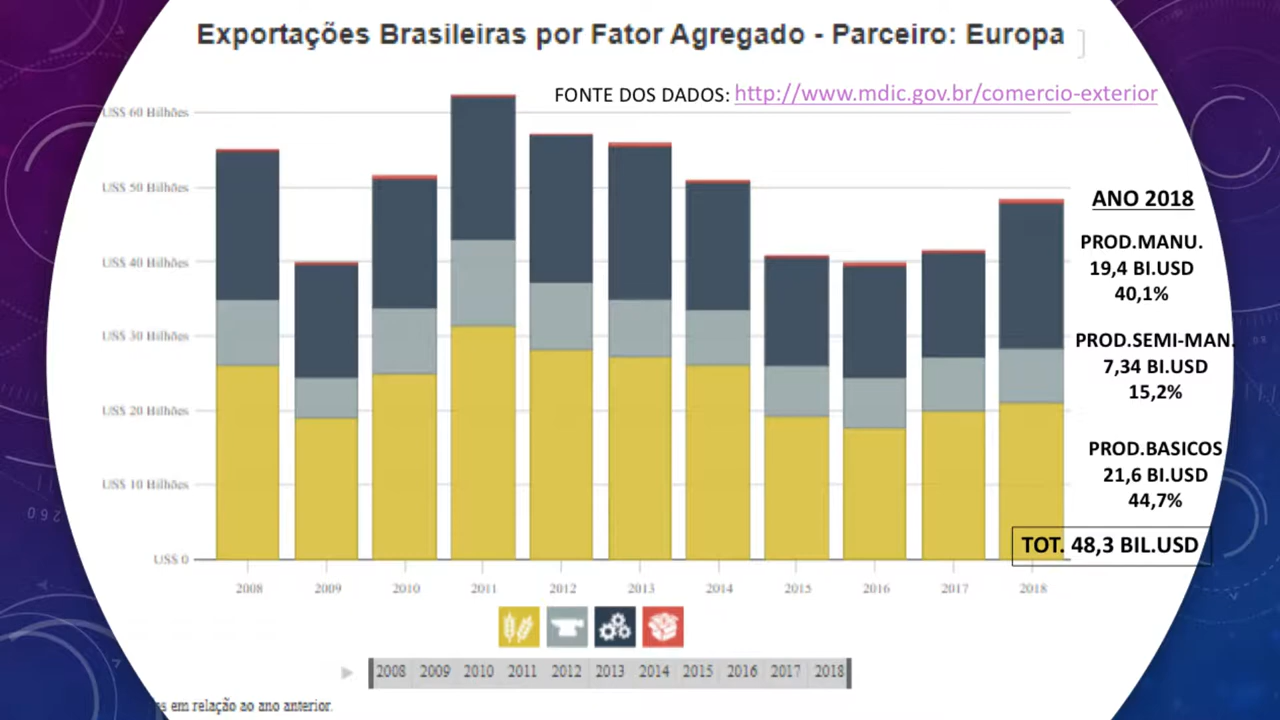 Exportações Brasileiras por Fator Agregado - Parceiro: Europa
FONTE DOS DADOS: http://www.mdic.gov.br/comercio-exterior
US$ 60 Bilhões
US$ 50 Bilhões
US$ 40 Bilhões
US$ 30 Bilhões
US$ 20 Bilhões
US$ 10 Bilhões
US$ 0
ANO 2018
PROD.MANU.
19,4 BI.USD
40,1%
PROD.SEMI-MAN.
7,34 BI.USD
15,2%
PROD.BASICOS
21,6 BI.USD
44,7%
TOT. 48,3 BIL.USD
2008 2009 2010 2011 2012 2013 2014 2015 2016 2017 2018
2008 2009 2010 2011 2012 2013 2014 2015 2016 2017 2018
em relação ao ano anterior.
260